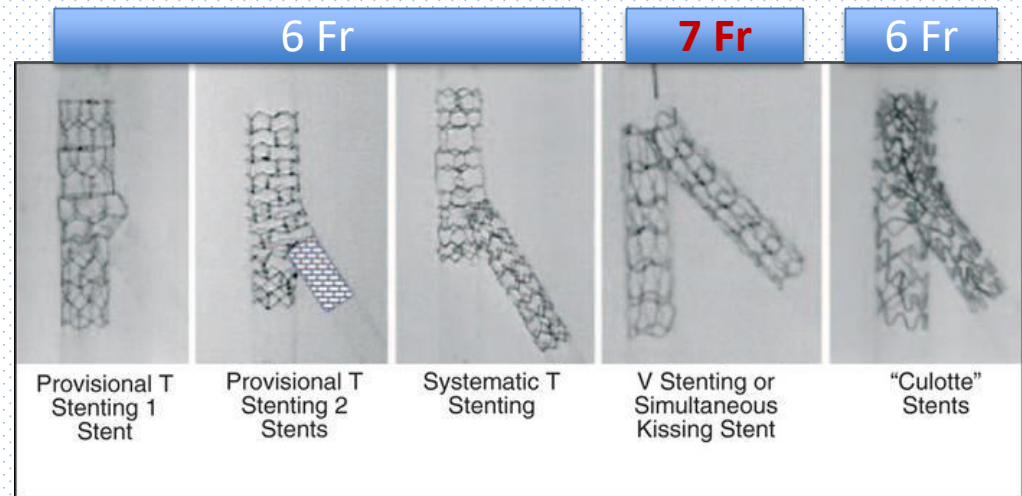 6 Fr
7 Fr
6 Fr
Provisional T
Stenting 1
Stent
Provisional T
Stenting 2
Stents
Systematic T
Stenting
V Stenting or
Simultaneous
Kissing Stent
“Culotte”
Stents